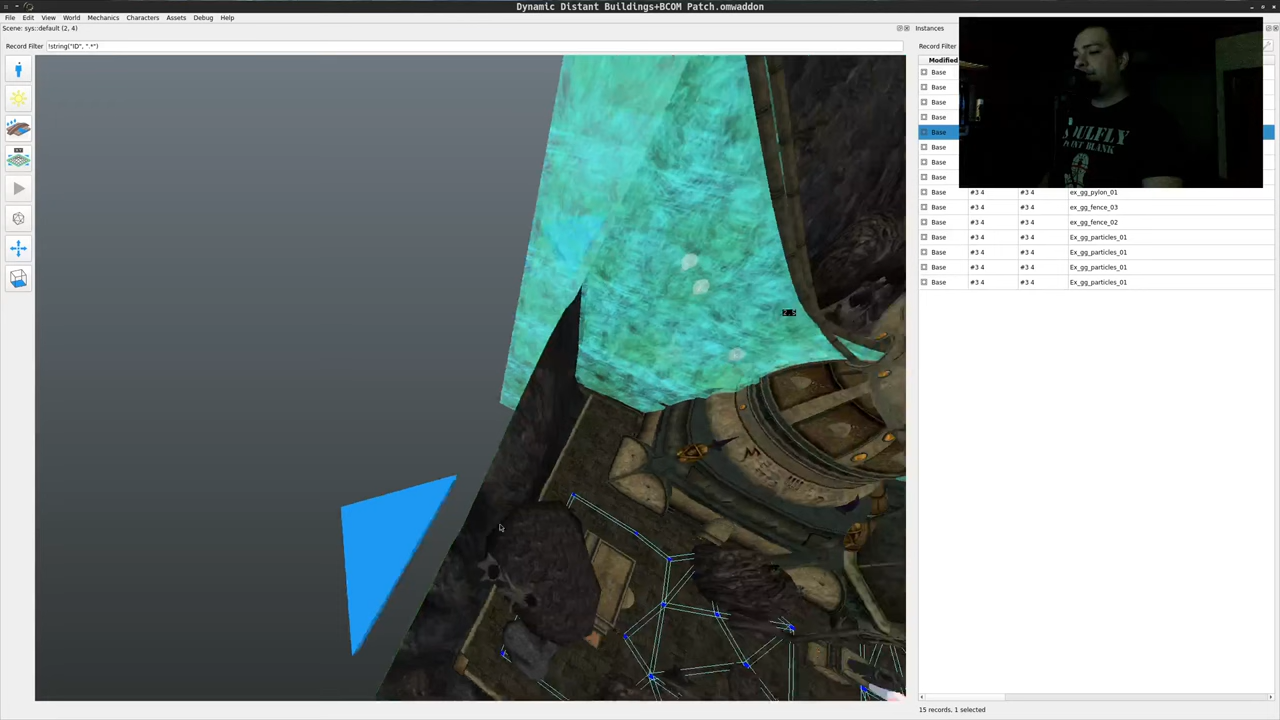 Dynamic Distant Buildings+BCOM Patch.omwaddon
File Edit View World Mechanics Characters Assets Debug Help
Scene: sys::default (2, 4)
Record Filter !string("ID", ".*")
Instances
Record Filter
Modified
Base
Base
Base
Base
Base
Base
Base
Base
Base #3 4 #3 4 ex_gg_pylon_01
Base #3 4 #3 4 ex_gg_fence_03
Base #3 4 #3 4 ex_gg_fence_02
Base #3 4 #3 4 Ex_gg_particles_01
Base #3 4 #3 4 Ex_gg_particles_01
Base #3 4 #3 4 Ex_gg_particles_01
Base #3 4 #3 4 Ex_gg_particles_01
SOULFLY
POINT BLANK
15 records, 1 selected